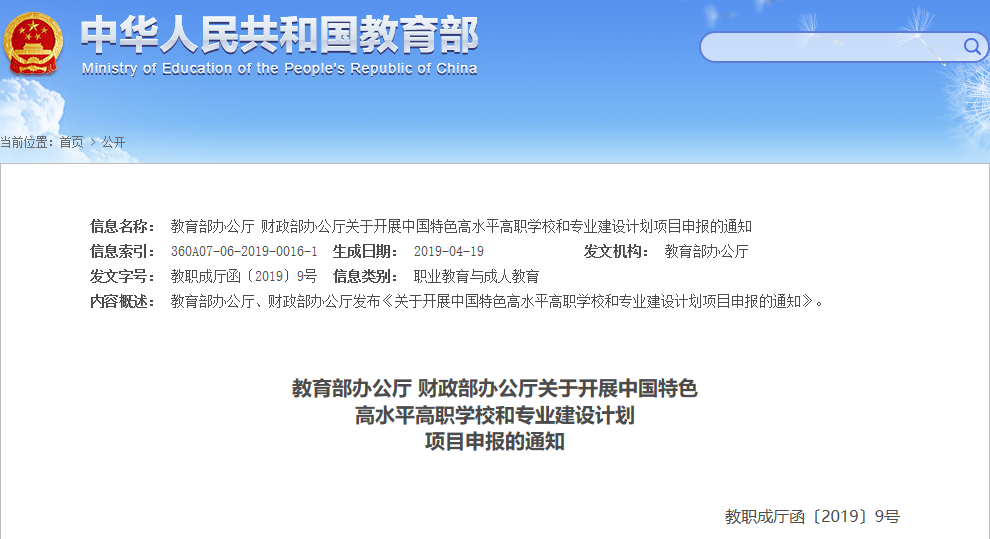 中华人民共和国教育部
Ministry of Education of the People's Republic of China
当前位置：首页 > 公开
信息名称： 教育部办公厅 财政部办公厅关于开展中国特色高水平高职学校和专业建设计划项目申报的通知
信息索引： 360A07-06-2019-0016-1 生成日期： 2019-04-19 发文机构： 教育部办公厅
发文字号： 教职成厅函〔2019〕9号 信息类别： 职业教育与成人教育
内容概述： 教育部办公厅、财政部办公厅发布《关于开展中国特色高水平高职学校和专业建设计划项目申报的通知》。
教育部办公厅 财政部办公厅关于开展中国特色
高水平高职学校和专业建设计划
项目申报的通知
教职成厅函〔2019〕9号